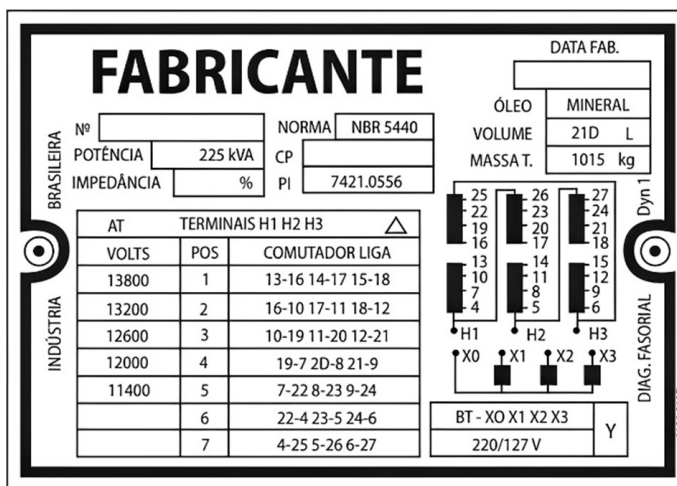 FABRICANTE
DATA FAB.
ÓLEO MINERAL
VOLUME 21D L
MASSA T. 1015 kg
Nº
POTÊNCIA 225 kVA
IMPEDÂNCIA %
NORMA NBR 5440
CP
PI 7421.0556
INDÚSTRIA BRASILEIRA
AT TERMINAIS H1 H2 H3 △
VOLTS POS COMUTADOR LIGA
13800 1 13-16 14-17 15-18
13200 2 16-10 17-11 18-12
12600 3 10-19 11-20 12-21
12000 4 19-7 2D-8 21-9
11400 5 7-22 8-23 9-24
6 22-4 23-5 24-6
7 4-25 5-26 6-27
25 26 27
22 23 24
19 20 21
16 17 18
13 14 15
10 11 12
7 8 9
4 5 6
H1 H2 H3
X0 X1 X2 X3
DIAG. FASORIAL Dyn 1
BT - XO X1 X2 X3
220/127 V
Y